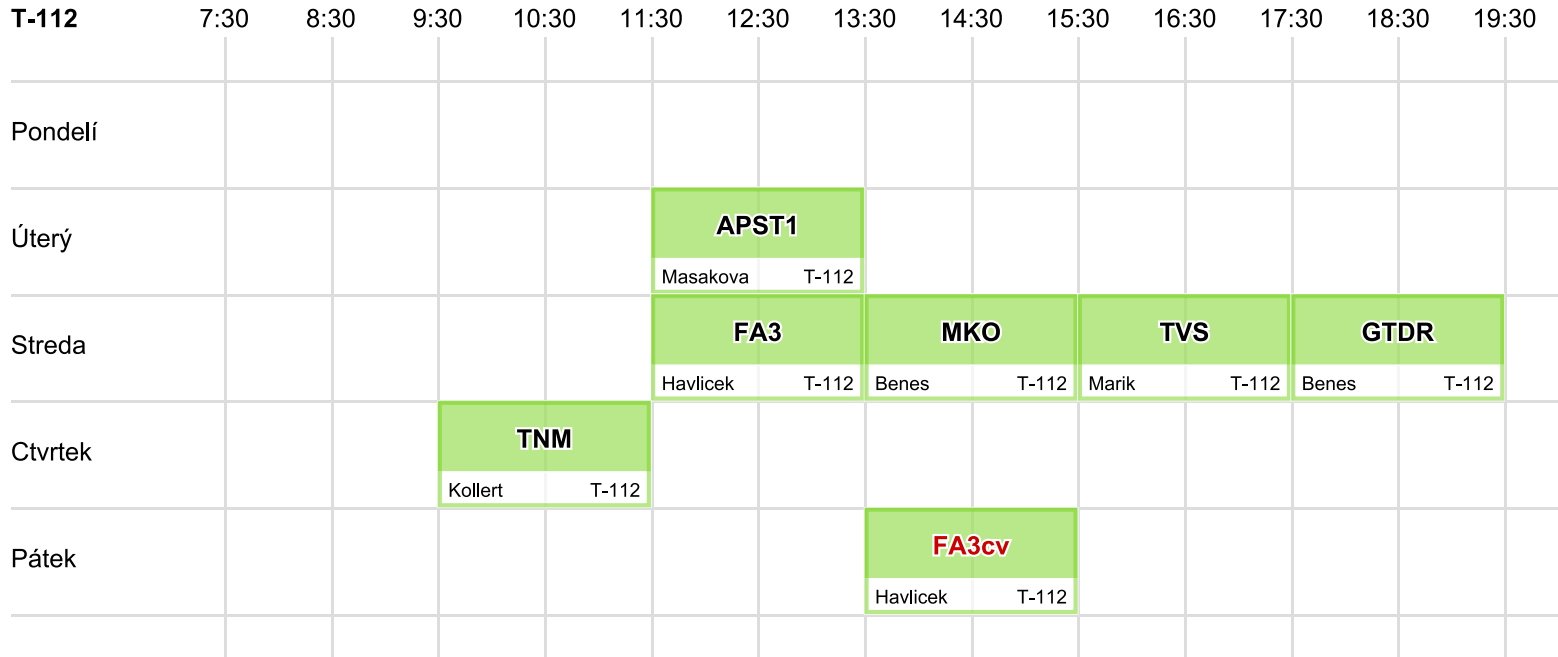 T-112 7:30 8:30 9:30 10:30 11:30 12:30 13:30 14:30 15:30 16:30 17:30 18:30 19:30
Pondelí
Úterý
APST1
Masakova T-112
Streda
FA3 MKO TVS GTDR
Havlicek T-112 Benes T-112 Marik T-112 Benes T-112
Ctvrtek
TNM
Kollert T-112
Pátek
FA3cv
Havlicek T-112